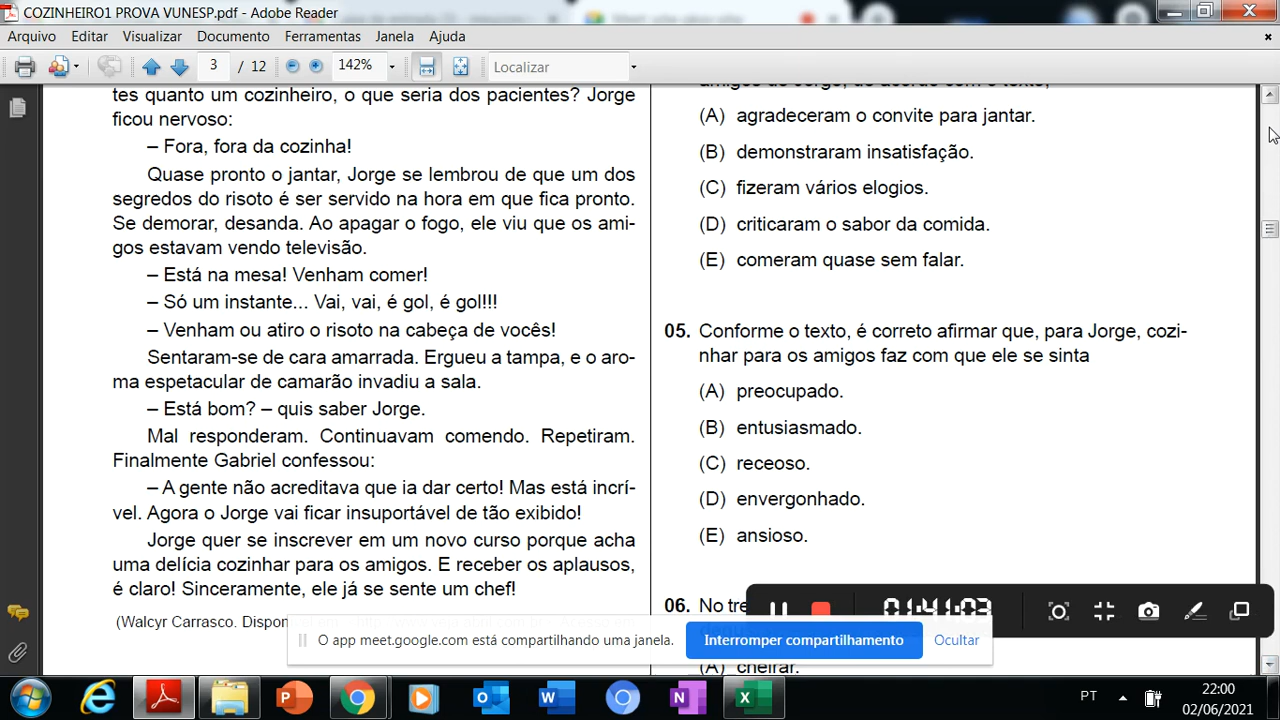 COZINHEIRO1 PROVA VUNESP.pdf - Adobe Reader
Arquivo Editar Visualizar Documento Ferramentas Janela Ajuda
3 / 12 142% Localizar
tes quanto um cozinheiro, o que seria dos pacientes? Jorge
ficou nervoso:
– Fora, fora da cozinha!
Quase pronto o jantar, Jorge se lembrou de que um dos
segredos do risoto é ser servido na hora em que fica pronto.
Se demorar, desanda. Ao apagar o fogo, ele viu que os ami-
gos estavam vendo televisão.
– Está na mesa! Venham comer!
– Só um instante... Vai, vai, é gol, é gol!!!
– Venham ou atiro o risoto na cabeça de vocês!
Sentaram-se de cara amarrada. Ergueu a tampa, e o aro-
ma espetacular de camarão invadiu a sala.
– Está bom? – quis saber Jorge.
Mal responderam. Continuavam comendo. Repetiram.
Finalmente Gabriel confessou:
– A gente não acreditava que ia dar certo! Mas está incrí-
vel. Agora o Jorge vai ficar insuportável de tão exibido!
Jorge quer se inscrever em um novo curso porque acha
uma delícia cozinhar para os amigos. E receber os aplausos,
é claro! Sinceramente, ele já se sente um chef!
(Walcyr Carrasco.
amigos de Jorge, de acordo com o texto,
(A) agradeceram o convite para jantar.
(B) demonstraram insatisfação.
(C) fizeram vários elogios.
(D) criticaram o sabor da comida.
(E) comeram quase sem falar.
05. Conforme o texto, é correto afirmar que, para Jorge, cozi-
nhar para os amigos faz com que ele se sinta
(A) preocupado.
(B) entusiasmado.
(C) receoso.
(D) envergonhado.
(E) ansioso.
06. No
(A) cheirar.
01:41:03
O app meet.google.com está compartilhando uma janela. Interromper compartilhamento Ocultar
PT 22:00
02/06/2021